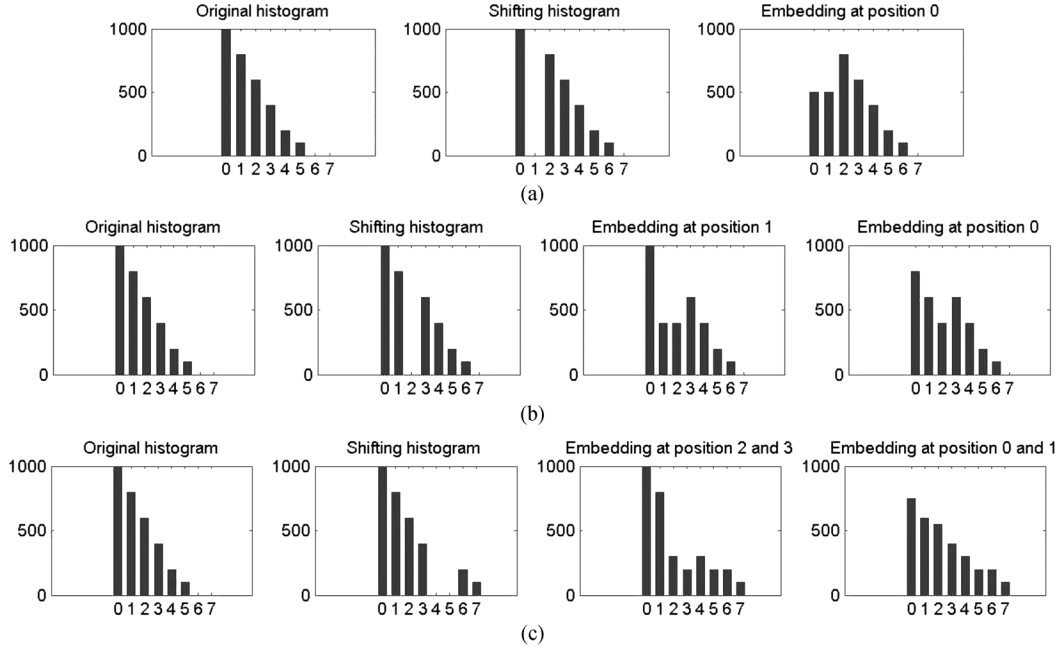 Original histogram
Shifting histogram
Embedding at position 0
1000
500
0
0 1 2 3 4 5 6 7
1000
500
0
0 1 2 3 4 5 6 7
1000
500
0
0 1 2 3 4 5 6 7
(a)
Original histogram
Shifting histogram
Embedding at position 1
Embedding at position 0
1000
500
0
0 1 2 3 4 5 6 7
1000
500
0
0 1 2 3 4 5 6 7
1000
500
0
0 1 2 3 4 5 6 7
1000
500
0
0 1 2 3 4 5 6 7
(b)
Original histogram
Shifting histogram
Embedding at position 2 and 3
Embedding at position 0 and 1
1000
500
0
0 1 2 3 4 5 6 7
1000
500
0
0 1 2 3 4 5 6 7
1000
500
0
0 1 2 3 4 5 6 7
1000
500
0
0 1 2 3 4 5 6 7
(c)